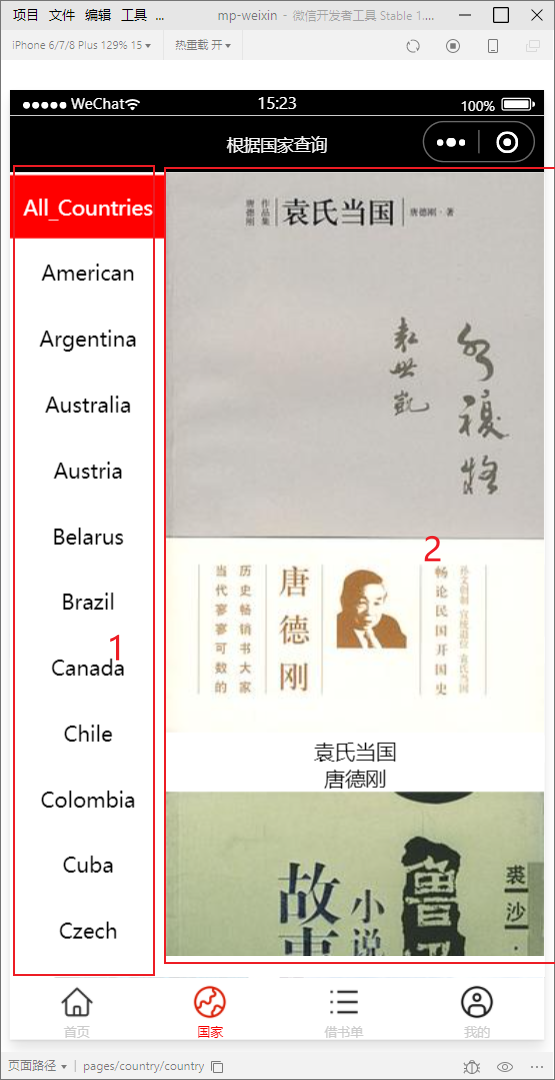 项目 文件 编辑 工具 ... mp-weixin - 微信开发者工具 Stable 1....
iPhone 6/7/8 Plus 129% 15 热重载 开
WeChat 15:23 100%
根据国家查询
All_Countries
American
Argentina
Australia
Austria
Belarus
Brazil
1
Canada
Chile
Colombia
Cuba
Czech
唐德刚
作品集
袁氏当国
唐德刚·著
2
当代寥寥可数的
历史畅销书大家
唐德刚
畅论民国开国史
袁氏当国
唐德刚
故事
小说
鲁迅
裘沙·
首页 国家 借书单 我的
页面路径 | pages/country/country